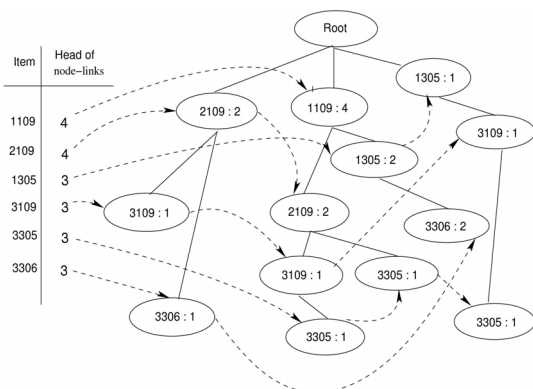 Root
Item
Head of
node-links
1305 : 1
2109 : 2
1109 : 4
1109
4
3109 : 1
2109
4
1305 : 2
1305
3
3109
3
3109 : 1
2109 : 2
3306 : 2
3305
3
3306
3
3109 : 1
3305 : 1
3306 : 1
3305 : 1
3305 : 1